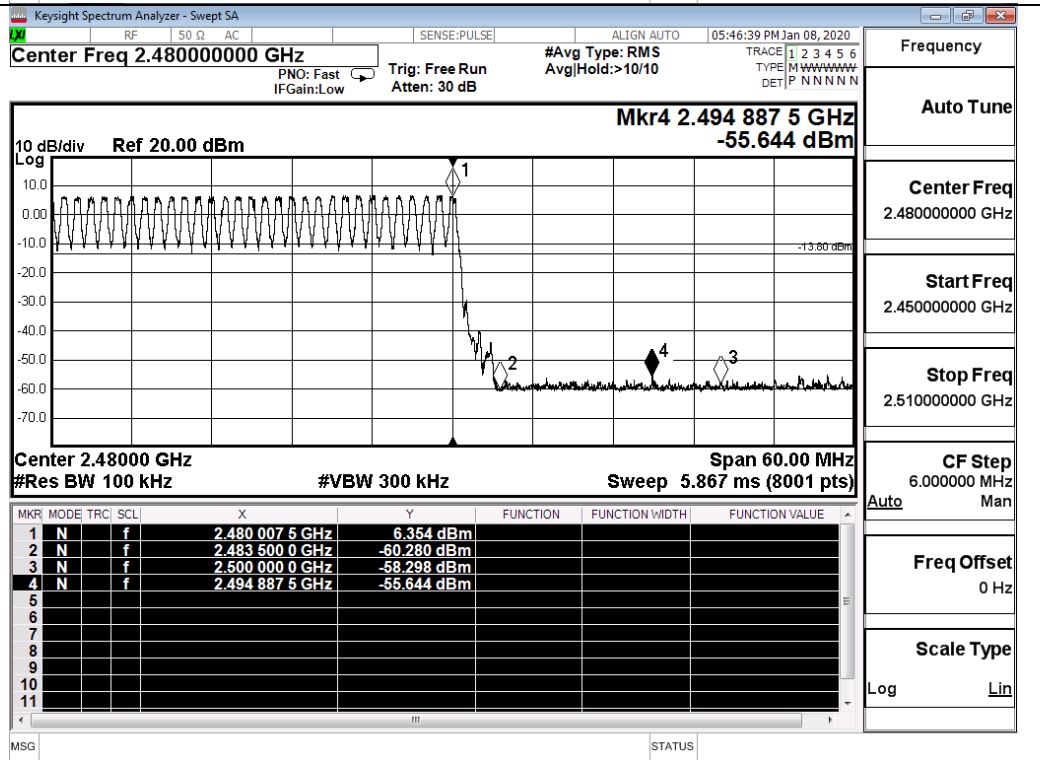 Keysight Spectrum Analyzer - Swept SA
LXI RF 50 Ω AC SENSE:PULSE ALIGN AUTO 05:46:39 PM Jan 08, 2020
Center Freq 2.480000000 GHz
#Avg Type: RMS
TRACE 1 2 3 4 5 6
PNO: Fast
Trig: Free Run
Avg|Hold:>10/10
TYPE M WWWWW
IFGain:Low
Atten: 30 dB
DET P N N N N N
Mkr4 2.494 887 5 GHz
-55.644 dBm
10 dB/div Ref 20.00 dBm
Log
10.0
0.00
-10.0
-20.0
-30.0
-40.0
-50.0
-60.0
-70.0
-13.80 dBm
1
2
4
3
Center 2.48000 GHz
Span 60.00 MHz
#Res BW 100 kHz
#VBW 300 kHz
Sweep 5.867 ms (8001 pts)
MKR MODE TRC SCL X Y FUNCTION FUNCTION WIDTH FUNCTION VALUE
1 N f 2.480 007 5 GHz 6.354 dBm
2 N f 2.483 500 0 GHz -60.280 dBm
3 N f 2.500 000 0 GHz -58.298 dBm
4 N f 2.494 887 5 GHz -55.644 dBm
5
6
7
8
9
10
11
MSG
STATUS
Frequency
Auto Tune
Center Freq
2.480000000 GHz
Start Freq
2.450000000 GHz
Stop Freq
2.510000000 GHz
CF Step
6.000000 MHz
Auto Man
Freq Offset
0 Hz
Scale Type
Log Lin